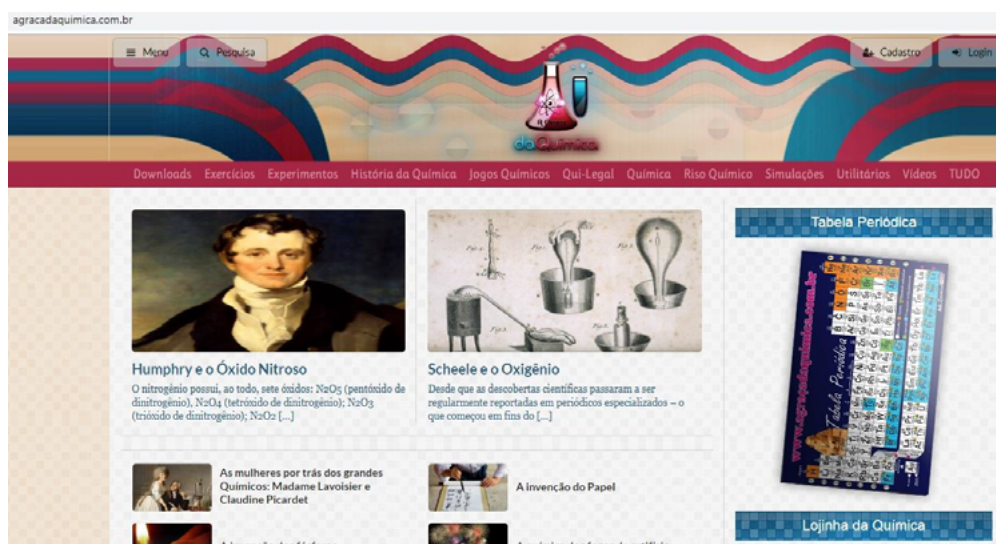 agracadaquimica.com.br
Menu
Pesquisa
Cadastro
Login
da Química
Downloads Exercícios Experimentos História da Química Jogos Químicos Qui-Legal Química Riso Químico Simulações Utilitários Vídeos TUDO
Humphry e o Óxido Nitroso
O nitrogênio possui, ao todo, sete óxidos: N2O5 (pentóxido de
dinitrogênio), N2O4 (tetróxido de dinitrogênio); N2O3
(trióxido de dinitrogênio); N2O2 [...]
Scheele e o Oxigênio
Desde que as descobertas científicas passaram a ser
regularmente reportadas em periódicos especializados – o
que começou em fins do [...]
As mulheres por trás dos grandes
Químicos: Madame Lavoisier e
Claudine Picardet
A invenção do Papel
Tabela Periódica
www.agracadaquimica.com.br
Tabela Periódica
Lojinha da Química